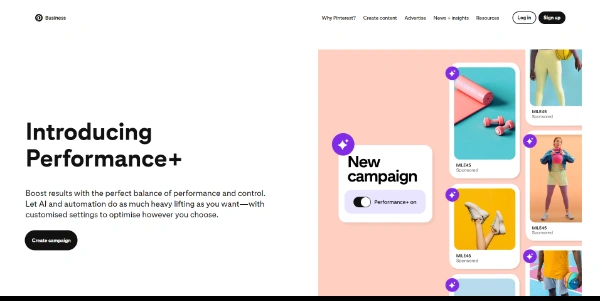 Business
Why Pinterest? Create content Advertise News + insights Resources Log in Sign up
Introducing
Performance+
Boost results with the perfect balance of performance and control.
Let AI and automation do as much heavy lifting as you want—with
customised settings to optimise however you choose.
Create campaign
New
campaign
Performance+ on
MILE45
Sponsored
MILE45
Sponsored
MILE45
Sponsored
MILE45
Sponsored